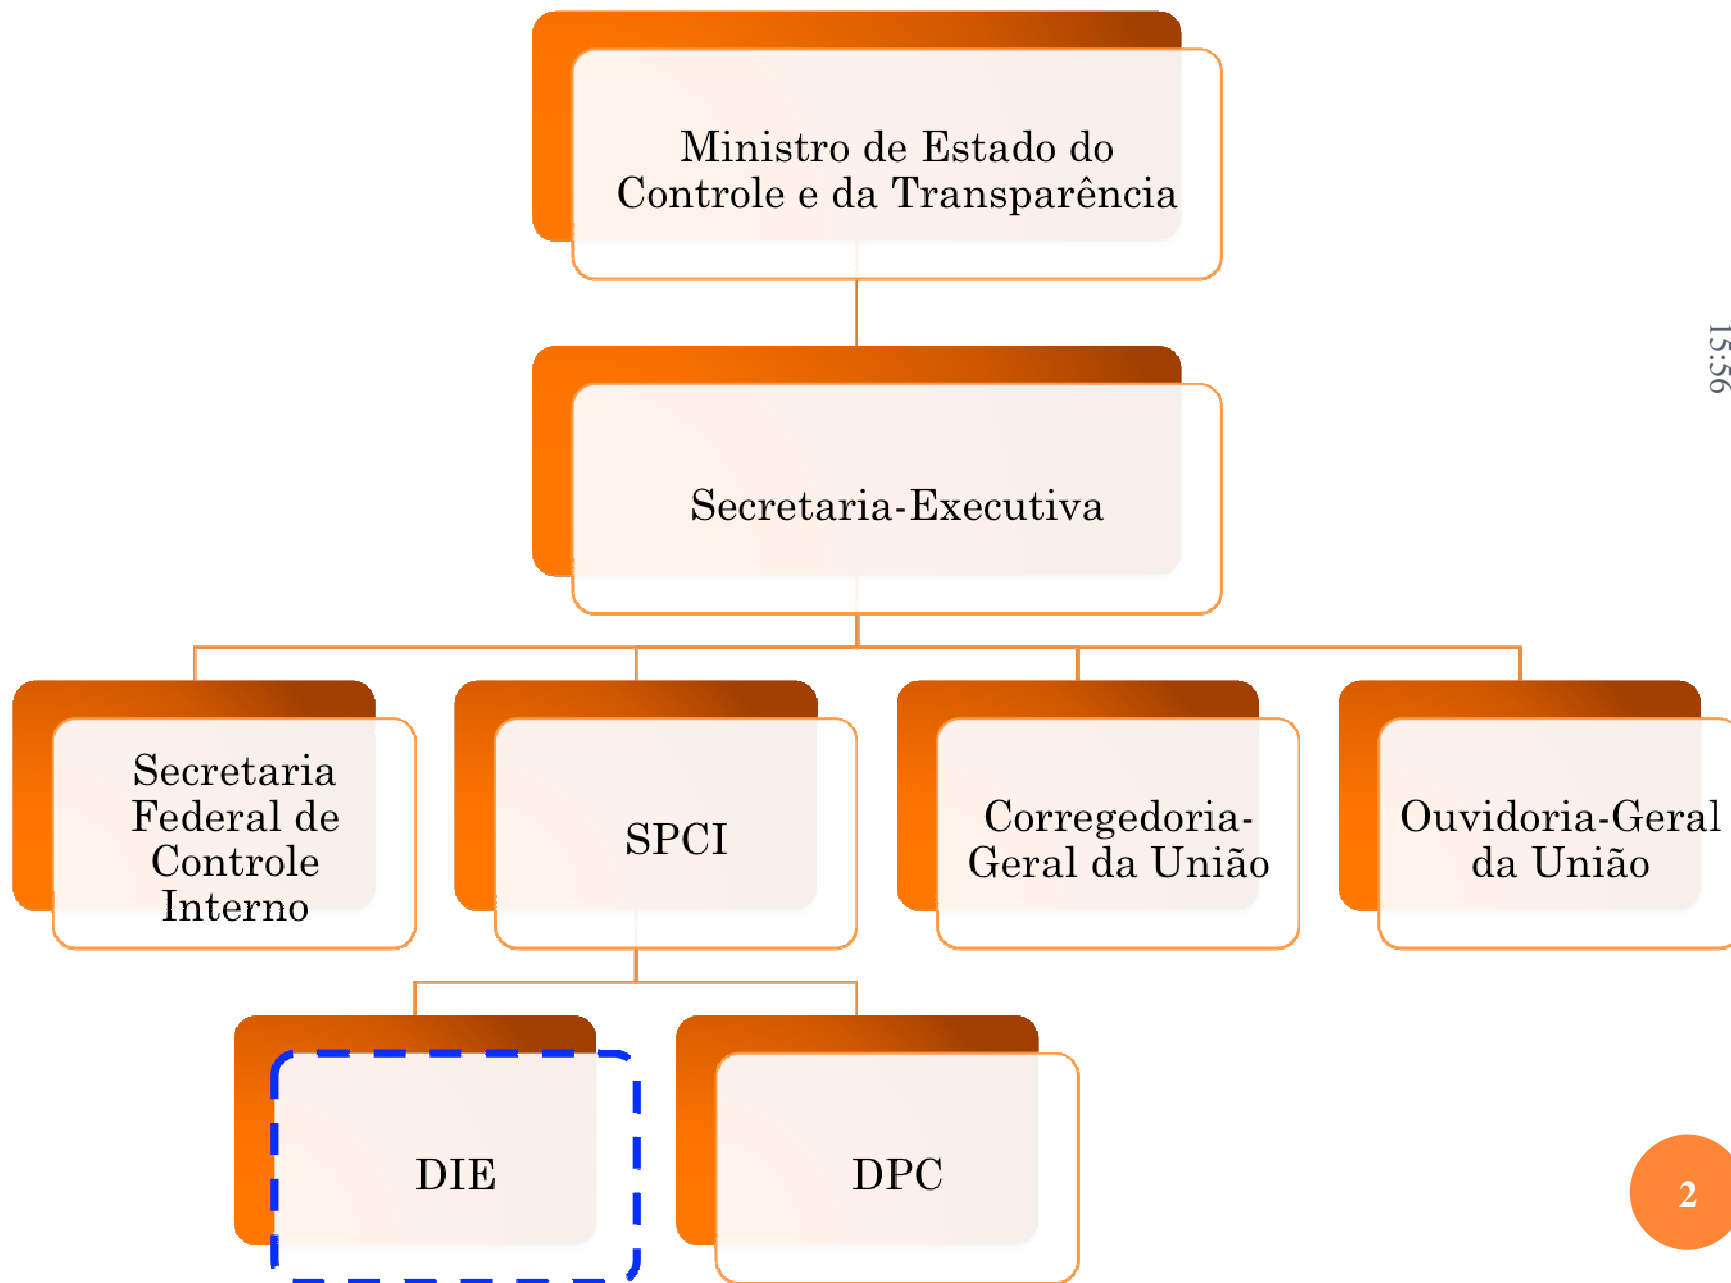 Ministro de Estado do
Controle e da Transparência
15:56
Secretaria-Executiva
Secretaria
Federal de
Controle
Interno
SPCI
Corregedoria-
Geral da União
Ouvidoria-Geral
da União
DIE
DPC
2